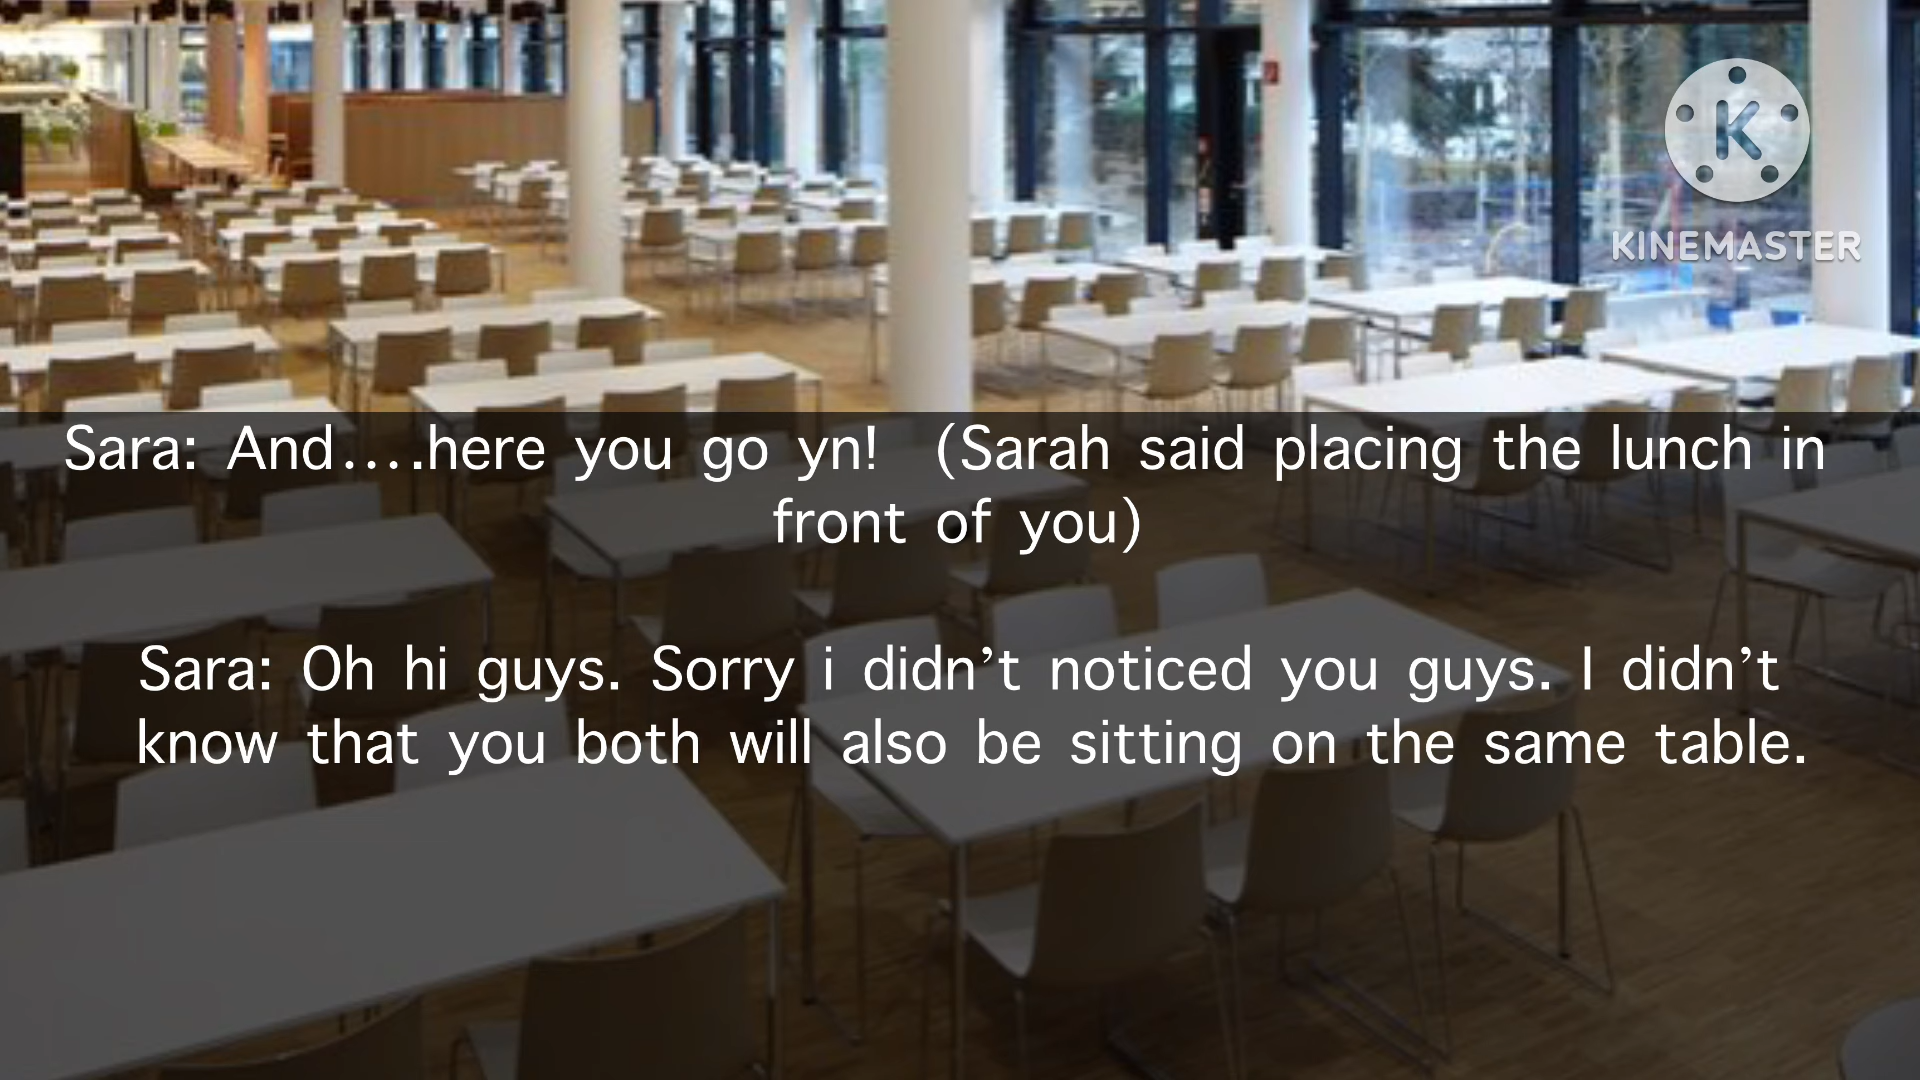 K
KINEMASTER
Sara: And....here you go yn! (Sarah said placing the lunch in
front of you)
Sara: Oh hi guys. Sorry i didn’t noticed you guys. I didn’t
know that you both will also be sitting on the same table.